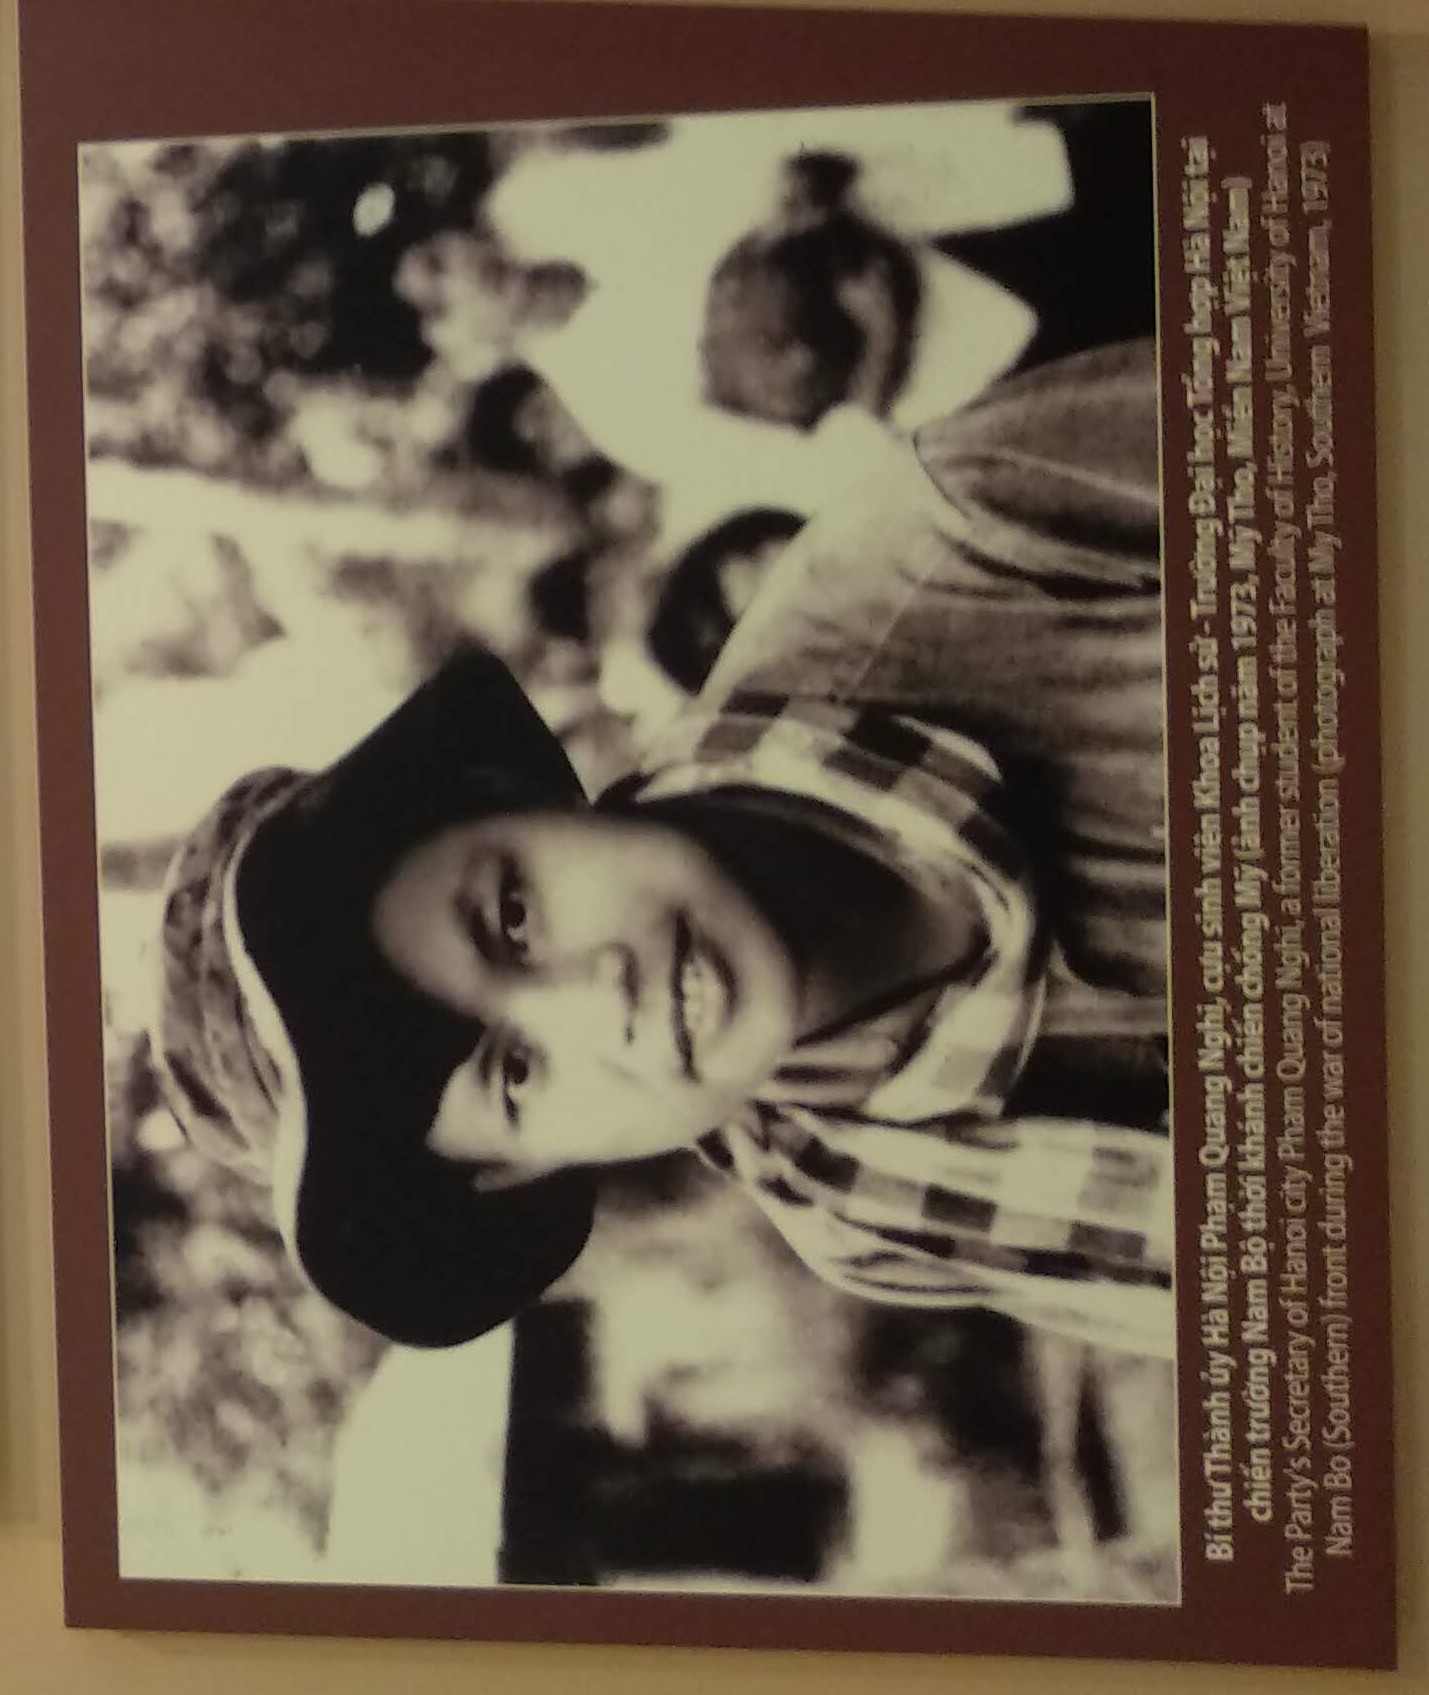 Bí thư Thành ủy Hà Nội Phạm Quang Nghị, cựu sinh viên Khoa Lịch sử - Trường Đại học Tổng hợp Hà Nội tại
chiến trường Nam Bộ thời khánh chiến chống Mỹ (ảnh chụp năm 1973, Mỹ Tho, Miền Nam Việt Nam)
The Party's Secretary of Hanoi city Pham Quang Nghi, a former student of the Faculty of History, University of Hanoi at
Nam Bo (Southern) front during the war of national liberation (photograph at My Tho, Southern Vietnam, 1973)